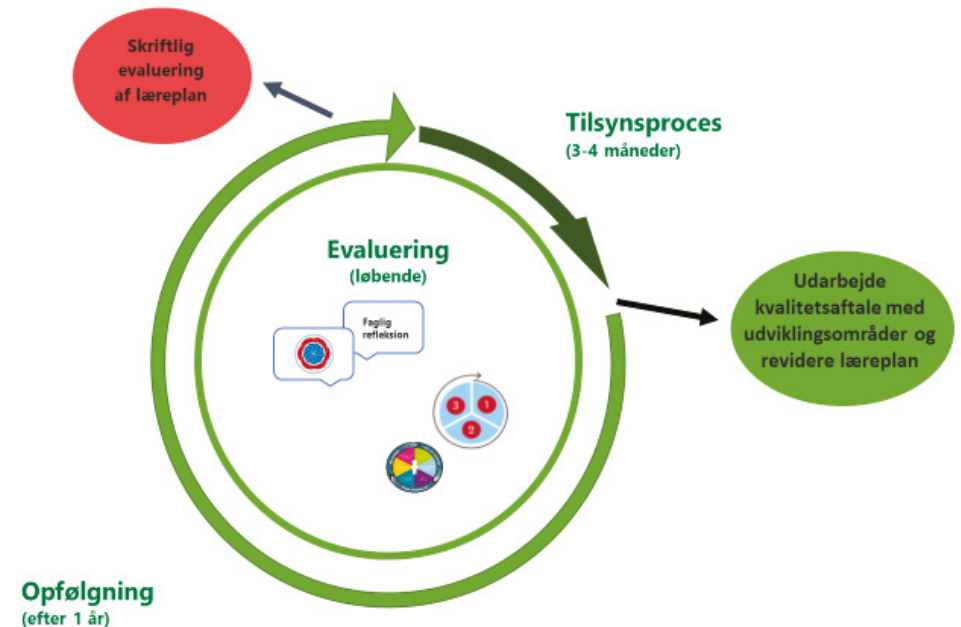 Skriftlig
evaluering
af læreplan
Tilsynsproces
(3-4 måneder)
Evaluering
(løbende)
Faglig
refleksion
3
1
2
Udarbejde
kvalitetsaftale med
udviklingsområder og
revidere læreplan
Opfølgning
(efter 1 år)